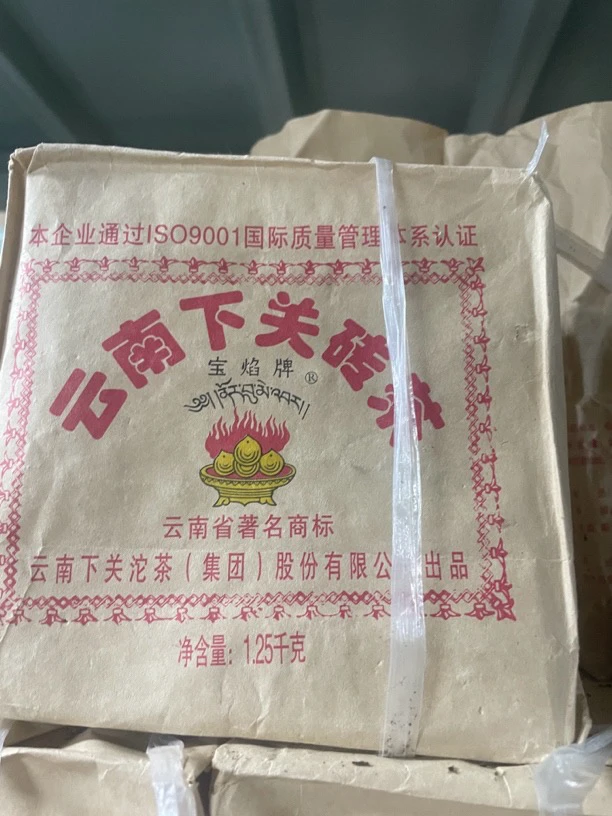 本企业通过ISO9001国际质量管理体系认证
云南下关砖茶
宝焰牌
®
༄༅།།ནོར་བུ་མེ་འབར།།
云南省著名商标
云南下关沱茶（集团）股份有限公 出品
净含量：1.25千克